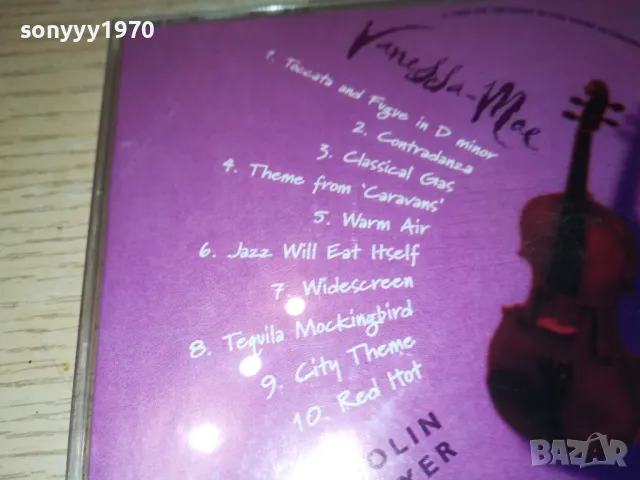 sonyyy1970
Vanessa-Mae
1. Toccata and Fugue in D minor
2. Contradanza
3. Classical Gas
4. Theme from 'Caravans'
5. Warm Air
6. Jazz Will Eat Itself
7. Widescreen
8. Tequila Mockingbird
9. City Theme
10. Red Hot
OLIN
YER
BAZAR